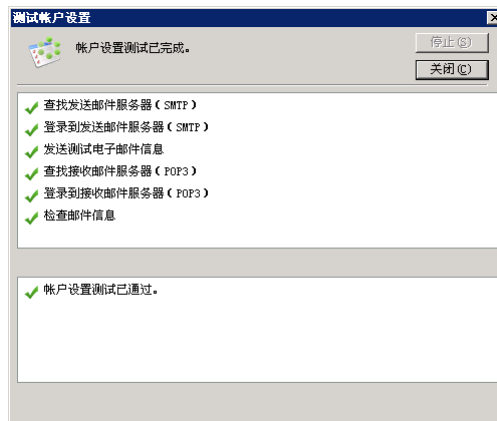 测试帐户设置
帐户设置测试已完成。
停止(S)
关闭(C)
查找发送邮件服务器(SMTP)
登录到发送邮件服务器(SMTP)
发送测试电子邮件信息
查找接收邮件服务器(POP3)
登录到接收邮件服务器(POP3)
检查邮件信息
帐户设置测试已通过。